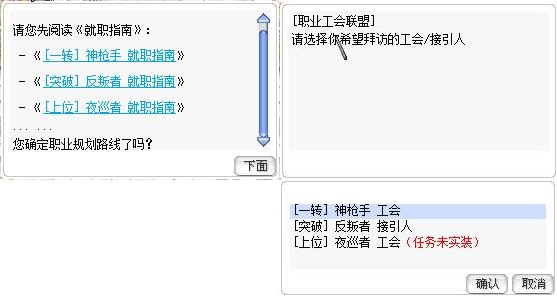 请您先阅读《就职指南》：
- 《[一转] 神枪手 就职指南》
- 《[突破] 反叛者 就职指南》
- 《[上位] 夜巡者 就职指南》
... ...
您确定职业规划路线了吗？
下面
[职业工会联盟]
请选择你希望拜访的工会/接引人
[一转] 神枪手 工会
[突破] 反叛者 接引人
[上位] 夜巡者 工会（任务未实装）
确认 取消